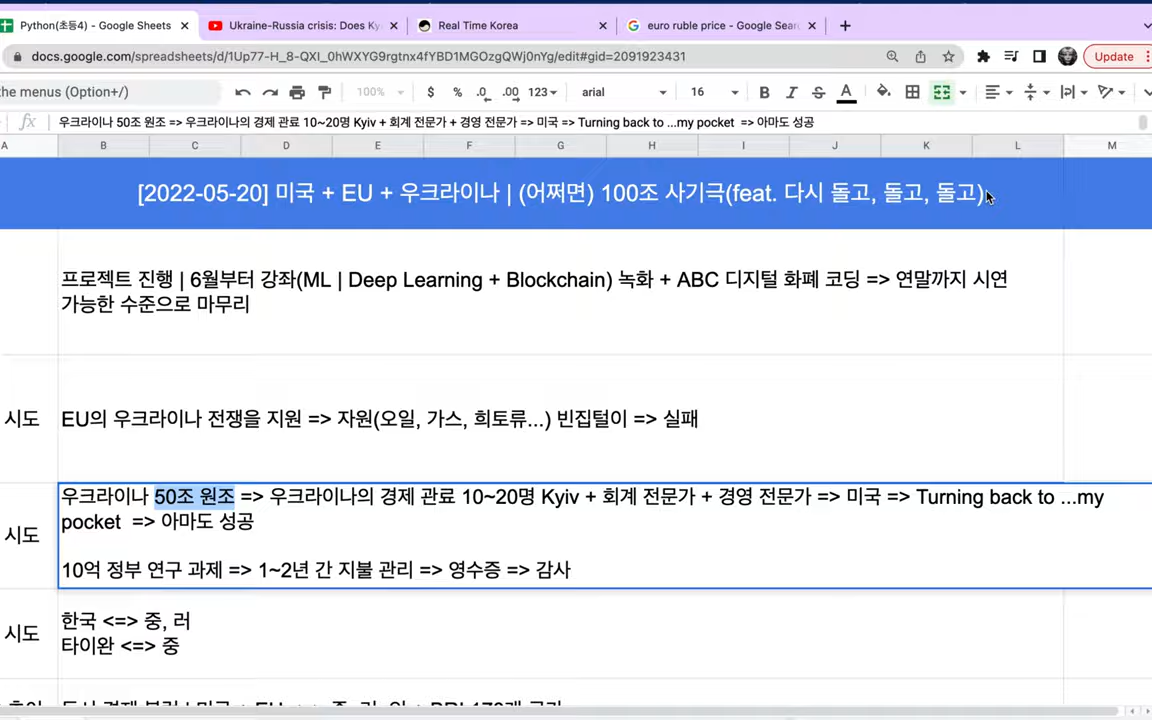 Python(초등4) - Google Sheets
Ukraine-Russia crisis: Does Ky
Real Time Korea
euro ruble price - Google Sear
docs.google.com/spreadsheets/d/1Up77-H_8-QXI_0hWXYG9rgtnx4fYBD1MGOzgQWj0nYg/edit#gid=2091923431
Update
he menus (Option+/)
100%
$
%
.0
.00
123
arial
16
B
I
S
A
fx
우크라이나 50조 원조 => 우크라이나의 경제 관료 10~20명 Kyiv + 회계 전문가 + 경영 전문가 => 미국 => Turning back to ...my pocket => 아마도 성공
A B C D E F G H I J K L M
[2022-05-20] 미국 + EU + 우크라이나 | (어쩌면) 100조 사기극(feat. 다시 돌고, 돌고, 돌고)
프로젝트 진행 | 6월부터 강좌(ML | Deep Learning + Blockchain) 녹화 + ABC 디지털 화폐 코딩 => 연말까지 시연
가능한 수준으로 마무리
시도
EU의 우크라이나 전쟁을 지원 => 자원(오일, 가스, 희토류...) 빈집털이 => 실패
시도
우크라이나 50조 원조 => 우크라이나의 경제 관료 10~20명 Kyiv + 회계 전문가 + 경영 전문가 => 미국 => Turning back to ...my
pocket => 아마도 성공
10억 정부 연구 과제 => 1~2년 간 지불 관리 => 영수증 => 감사
시도
한국 <=> 중, 러
타이완 <=> 중